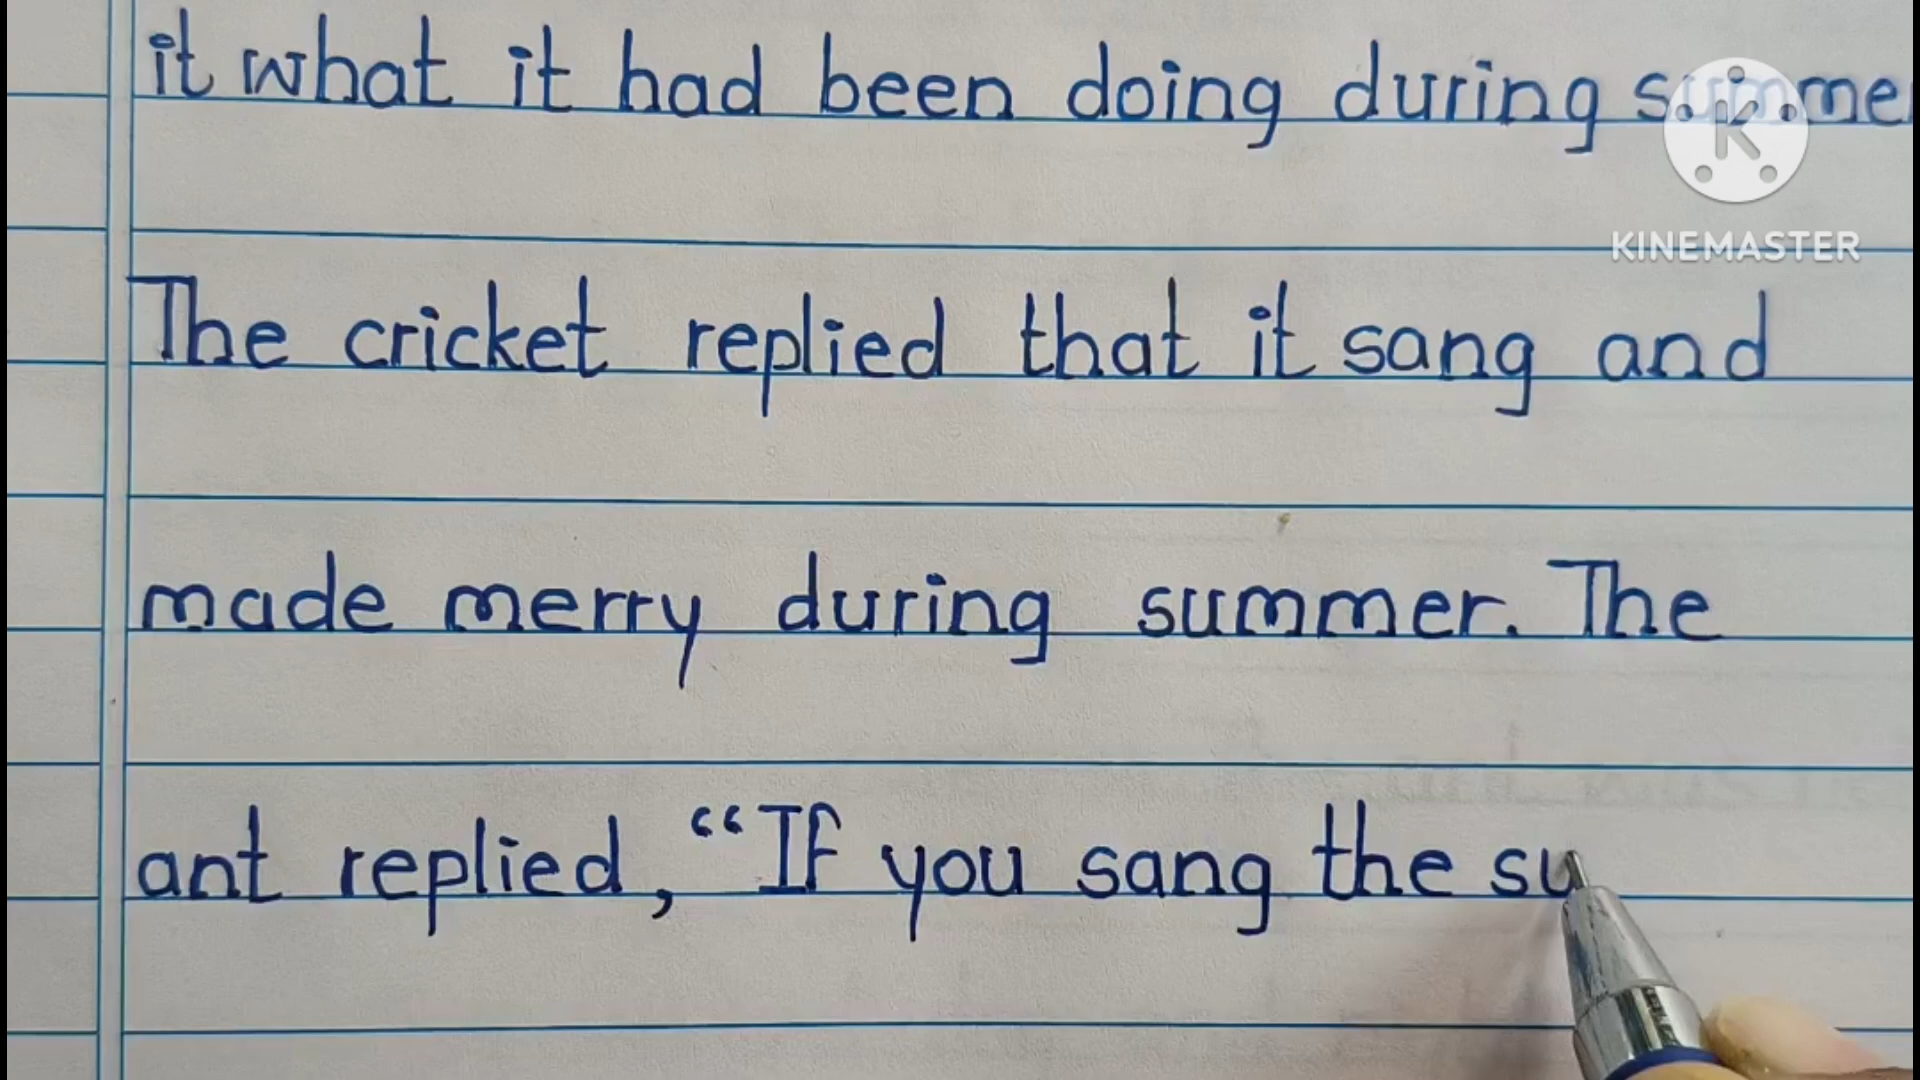 it what it had been doing during summe
The cricket replied that it sang and
made merry during summer. The
ant replied, “If you sang the su
KINEMASTER